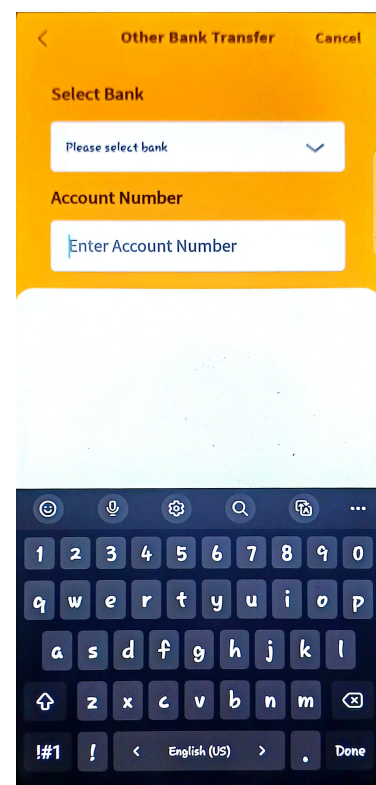 Other Bank Transfer Cancel
Select Bank
Please select bank
Account Number
Enter Account Number
1 2 3 4 5 6 7 8 9 0
q w e r t y u i o p
a s d f g h j k l
z x c v b n m
!#1 ! < English (US) > . Done